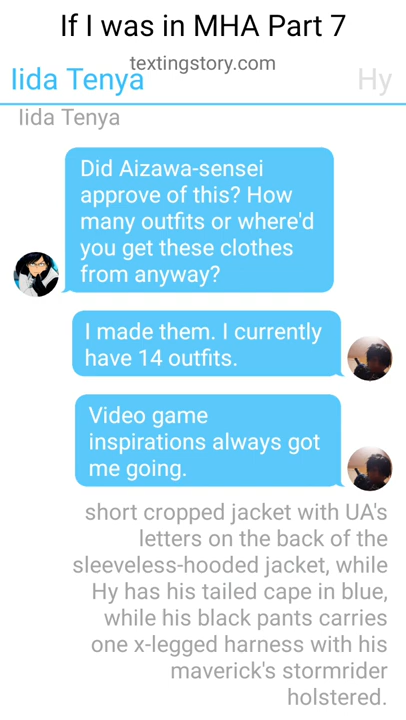 If I was in MHA Part 7
textingstory.com
Iida Tenya
Hy
Iida Tenya
Did Aizawa-sensei
approve of this? How
many outfits or where'd
you get these clothes
from anyway?
I made them. I currently
have 14 outfits.
Video game
inspirations always got
me going.
short cropped jacket with UA's
letters on the back of the
sleeveless-hooded jacket, while
Hy has his tailed cape in blue,
while his black pants carries
one x-legged harness with his
maverick's stormrider
holstered.